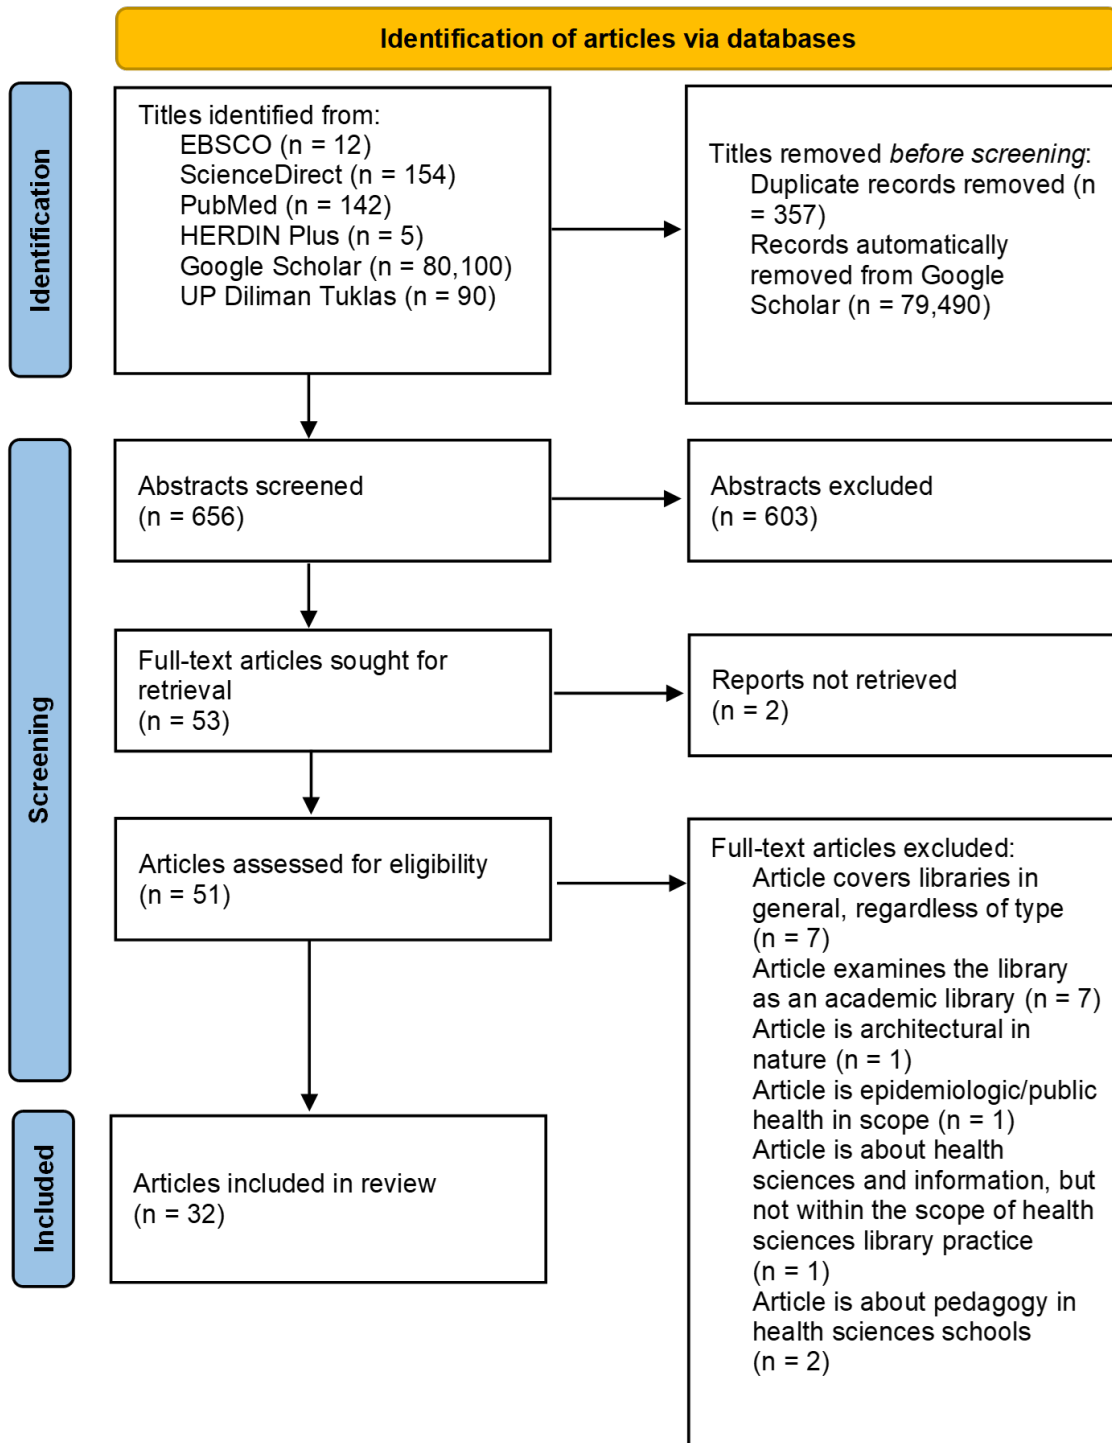 Identification of articles via databases
Identification
Titles identified from:
EBSCO (n = 12)
ScienceDirect (n = 154)
PubMed (n = 142)
HERDIN Plus (n = 5)
Google Scholar (n = 80,100)
UP Diliman Tuklas (n = 90)
Titles removed before screening:
Duplicate records removed (n
= 357)
Records automatically
removed from Google
Scholar (n = 79,490)
Screening
Abstracts screened
(n = 656)
Abstracts excluded
(n = 603)
Full-text articles sought for
retrieval
(n = 53)
Reports not retrieved
(n = 2)
Articles assessed for eligibility
(n = 51)
Full-text articles excluded:
Article covers libraries in
general, regardless of type
(n = 7)
Article examines the library
as an academic library (n = 7)
Article is architectural in
nature (n = 1)
Article is epidemiologic/public
health in scope (n = 1)
Article is about health
sciences and information, but
not within the scope of health
sciences library practice
(n = 1)
Article is about pedagogy in
health sciences schools
(n = 2)
Included
Articles included in review
(n = 32)